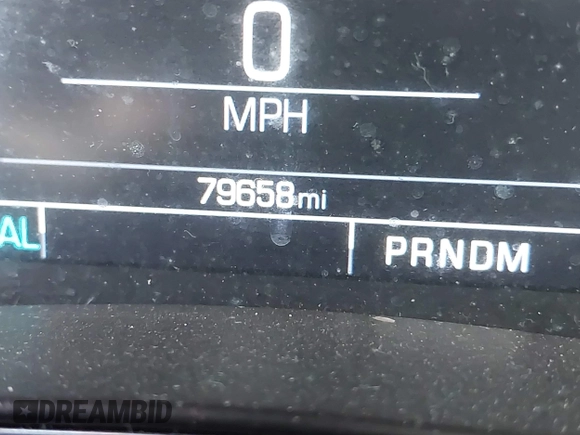 0
MPH
79658mi
AL
PRNDM
DREAMBID